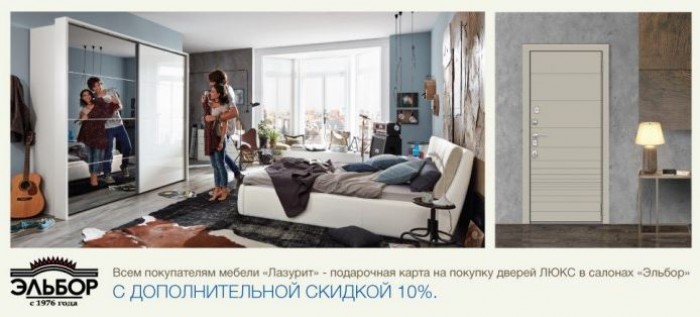 ЭЛЬБОР
с 1976 года
Всем покупателям мебели «Лазурит» - подарочная карта на покупку дверей ЛЮКС в салонах «Эльбор»
С ДОПОЛНИТЕЛЬНОЙ СКИДКОЙ 10%.